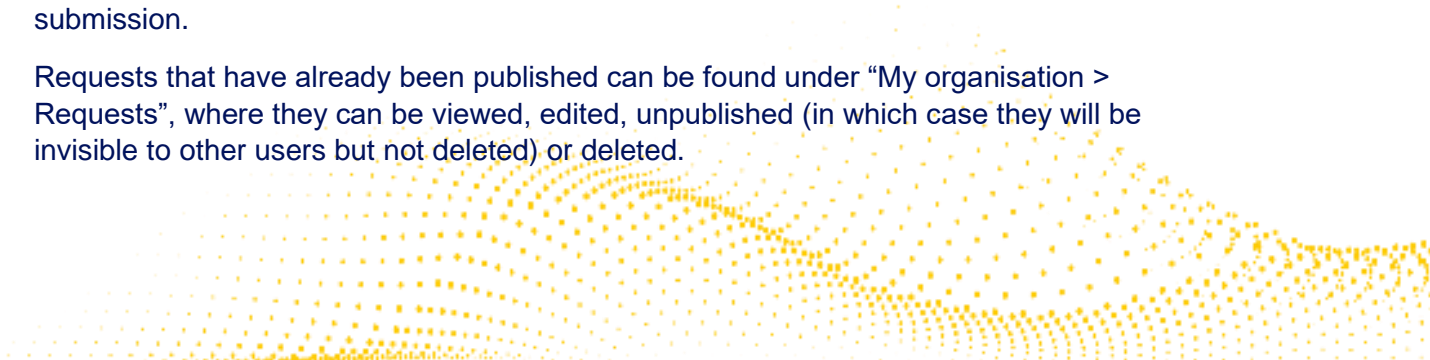 submission.
Requests that have already been published can be found under “My organisation >
Requests”, where they can be viewed, edited, unpublished (in which case they will be
invisible to other users but not deleted) or deleted.